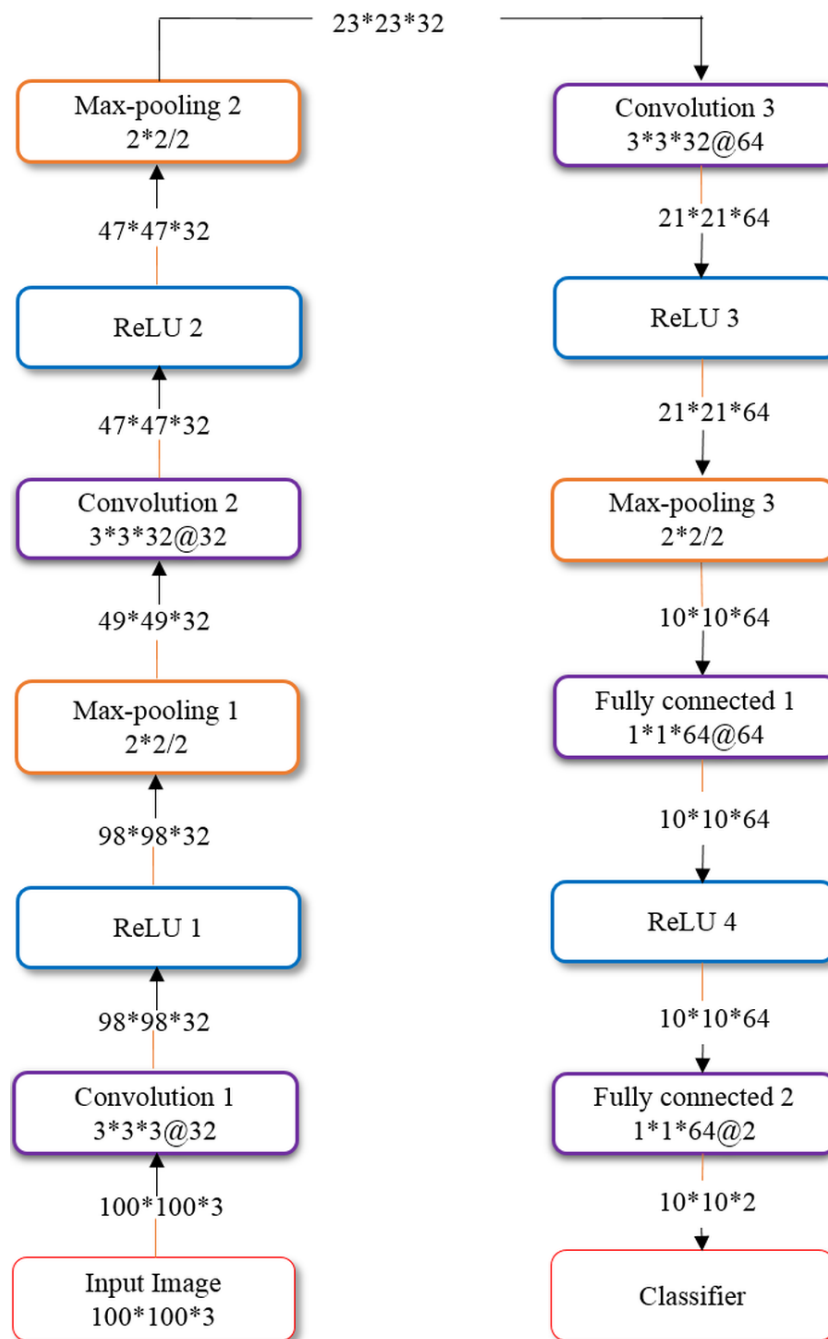 23*23*32
Max-pooling 2
2*2/2
47*47*32
ReLU 2
47*47*32
Convolution 2
3*3*32@32
49*49*32
Max-pooling 1
2*2/2
98*98*32
ReLU 1
98*98*32
Convolution 1
3*3*3@32
100*100*3
Input Image
100*100*3
Convolution 3
3*3*32@64
21*21*64
ReLU 3
21*21*64
Max-pooling 3
2*2/2
10*10*64
Fully connected 1
1*1*64@64
10*10*64
ReLU 4
10*10*64
Fully connected 2
1*1*64@2
10*10*2
Classifier